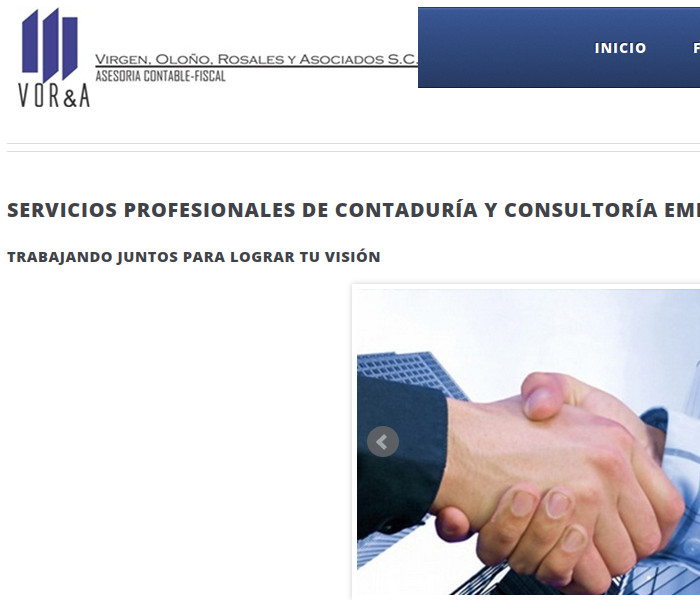 VOR&A
VIRGEN, OLOÑO, ROSALES Y ASOCIADOS S.C.
ASESORIA CONTABLE-FISCAL
INICIO
SERVICIOS PROFESIONALES DE CONTADURÍA Y CONSULTORÍA
TRABAJANDO JUNTOS PARA LOGRAR TU VISIÓN